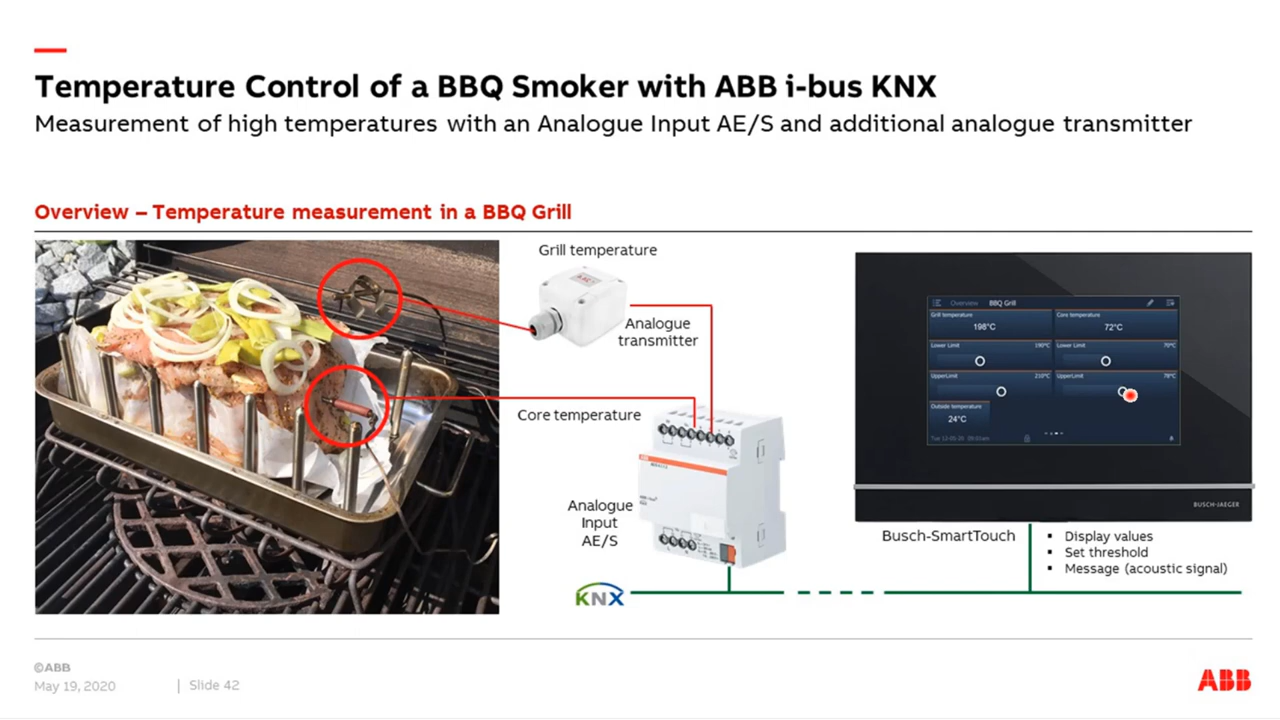 Temperature Control of a BBQ Smoker with ABB i-bus KNX
Measurement of high temperatures with an Analogue Input AE/S and additional analogue transmitter
Overview – Temperature measurement in a BBQ Grill
Grill temperature
Analogue
transmitter
Core temperature
Analogue
Input
AE/S
KNX
Overview BBQ Grill
Grill temperature
198°C
Core temperature
72°C
Lower Limit 190°C
Lower Limit 70°C
UpperLimit 210°C
UpperLimit 78°C
Outside temperature
24°C
BUSCH-JAEGER
Busch-SmartTouch
▪ Display values
▪ Set threshold
▪ Message (acoustic signal)
©ABB
May 19, 2020 | Slide 42
ABB